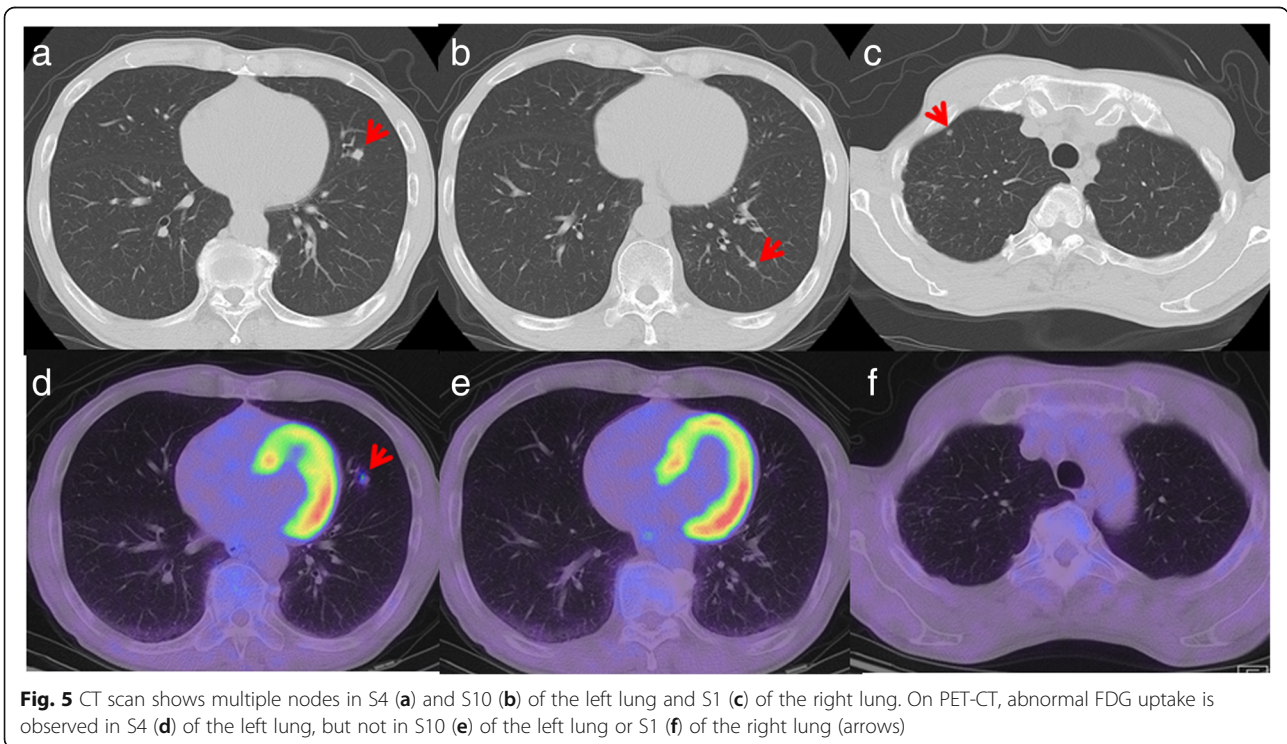 a
b
c
d
e
f
Fig. 5 CT scan shows multiple nodes in S4 (a) and S10 (b) of the left lung and S1 (c) of the right lung. On PET-CT, abnormal FDG uptake is
observed in S4 (d) of the left lung, but not in S10 (e) of the left lung or S1 (f) of the right lung (arrows)